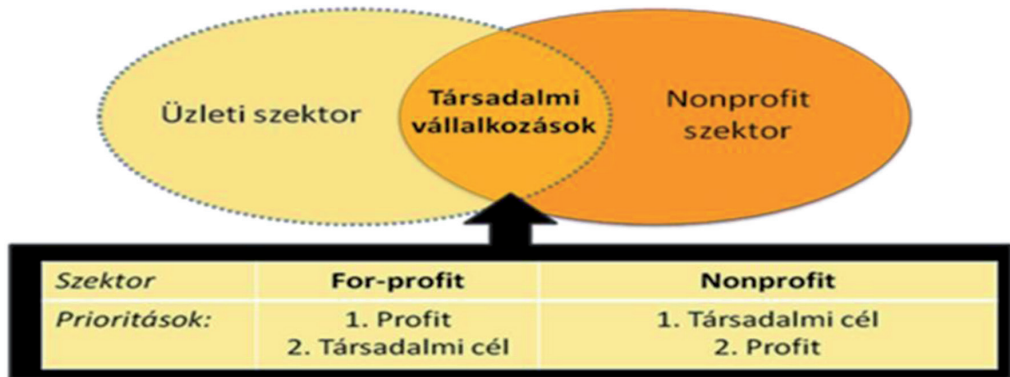 Üzleti szektor
Társadalmi
vállalkozások
Nonprofit
szektor
Szektor For-profit Nonprofit
Prioritások: 1. Profit 1. Társadalmi cél
2. Társadalmi cél 2. Profit